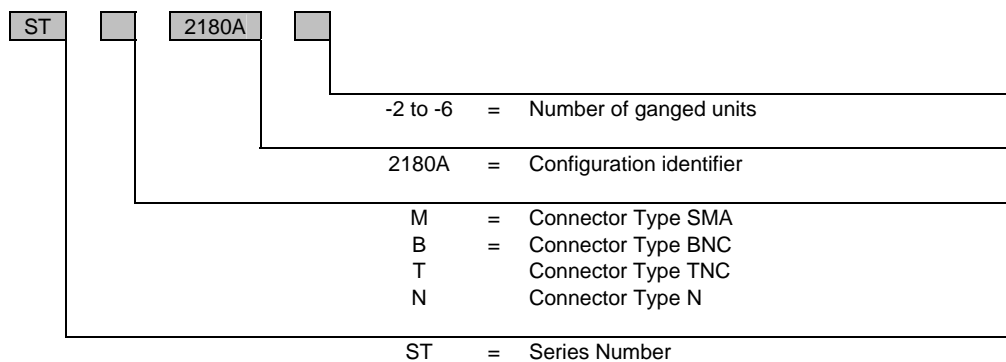 ST 2180A
-2 to -6 = Number of ganged units
2180A = Configuration identifier
M = Connector Type SMA
B = Connector Type BNC
T Connector Type TNC
N Connector Type N
ST = Series Number